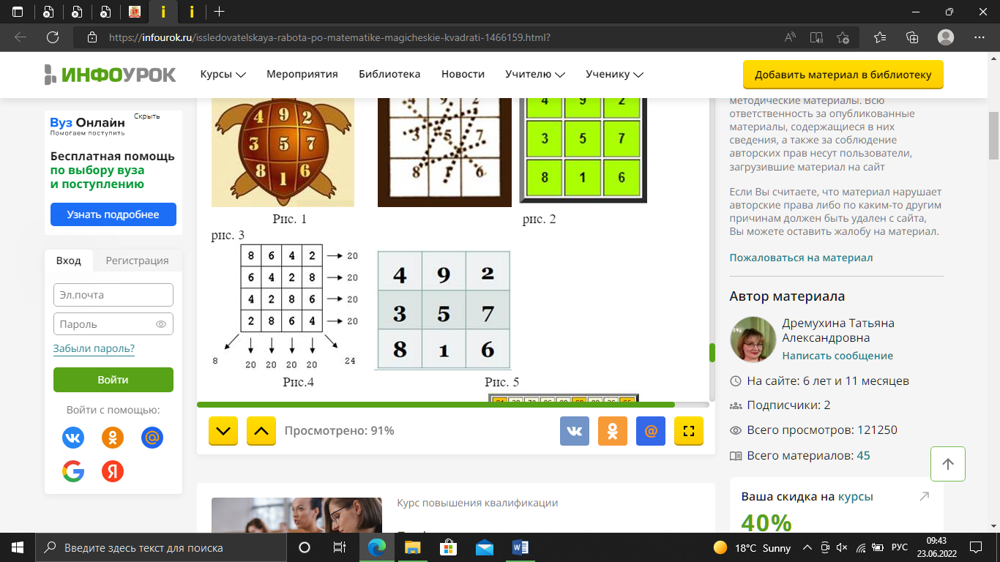 https://infourok.ru/issledovatelskaya-rabota-po-matematike-magicheskie-kvadrati-1466159.html?
ИНФОУРОК
Курсы
Мероприятия
Библиотека
Новости
Учителю
Ученику
Добавить материал в библиотеку
Вуз Онлайн
Помогаем поступить
Скрыть
Бесплатная помощь
по выбору вуза
и поступлению
Узнать подробнее
Вход
Регистрация
Эл.почта
Пароль
Забыли пароль?
Войти
Войти с помощью:
4 9 2
3 5 7
8 1 6
4 9 2
3 5 7
8 1 6
4 9 2
3 5 7
8 1 6
Рис. 1
рис. 2
рис. 3
8 6 4 2 20
6 4 2 8 20
4 2 8 6 20
2 8 6 4 20
8 20 20 20 20 24
4 9 2
3 5 7
8 1 6
Рис.4
Рис. 5
Просмотрено: 91%
Курс повышения квалификации
методические материалы. Всю
ответственность за опубликованные
материалы, содержащиеся в них
сведения, а также за соблюдение
авторских прав несут пользователи,
загрузившие материал на сайт
Если Вы считаете, что материал нарушает
авторские права либо по каким-то другим
причинам должен быть удален с сайта,
Вы можете оставить жалобу на материал.
Пожаловаться на материал
Автор материала
Дремухина Татьяна
Александровна
Написать сообщение
На сайте: 6 лет и 11 месяцев
Подписчики: 2
Всего просмотров: 121250
Всего материалов: 45
Ваша скидка на курсы
40%
Введите здесь текст для поиска
18°C Sunny
РУС
09:43
23.06.2022